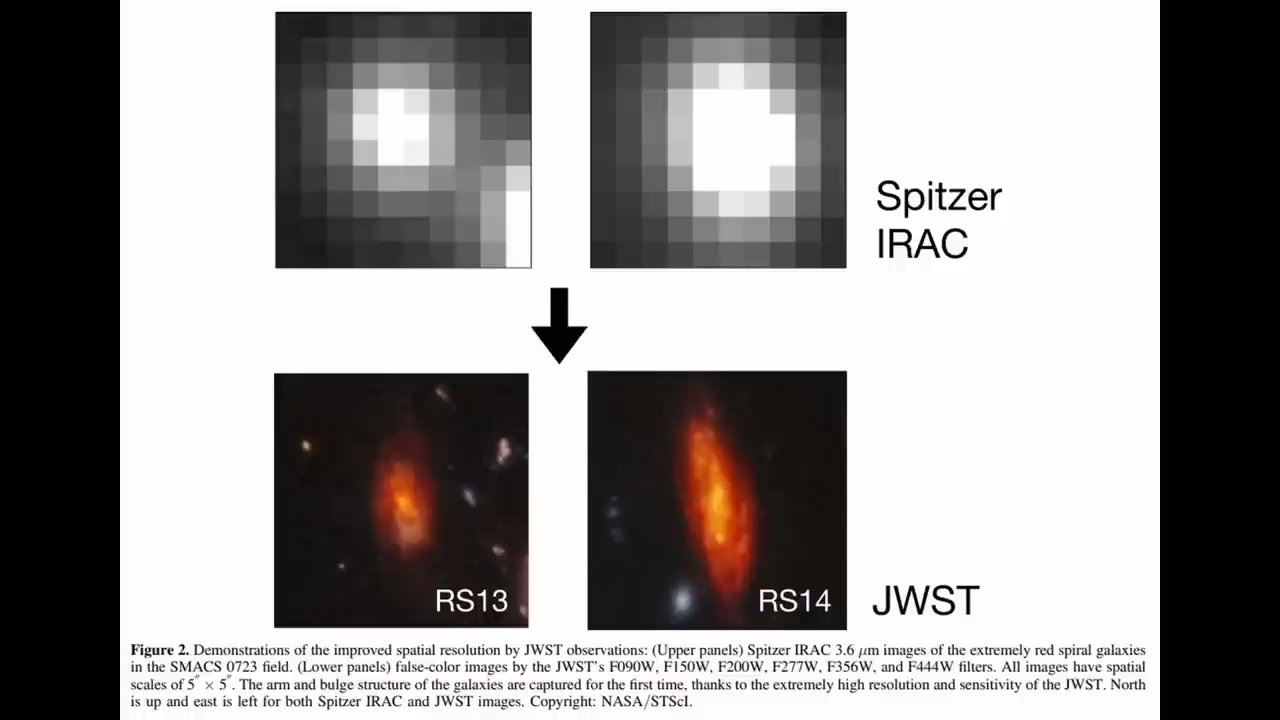 Spitzer
IRAC
RS13
RS14
JWST
Figure 2. Demonstrations of the improved spatial resolution by JWST observations: (Upper panels) Spitzer IRAC 3.6 μm images of the extremely red spiral galaxies
in the SMACS 0723 field. (Lower panels) false-color images by the JWST's F090W, F150W, F200W, F277W, F356W, and F444W filters. All images have spatial
scales of 5″ × 5″. The arm and bulge structure of the galaxies are captured for the first time, thanks to the extremely high resolution and sensitivity of the JWST. North
is up and east is left for both Spitzer IRAC and JWST images. Copyright: NASA/STScI.